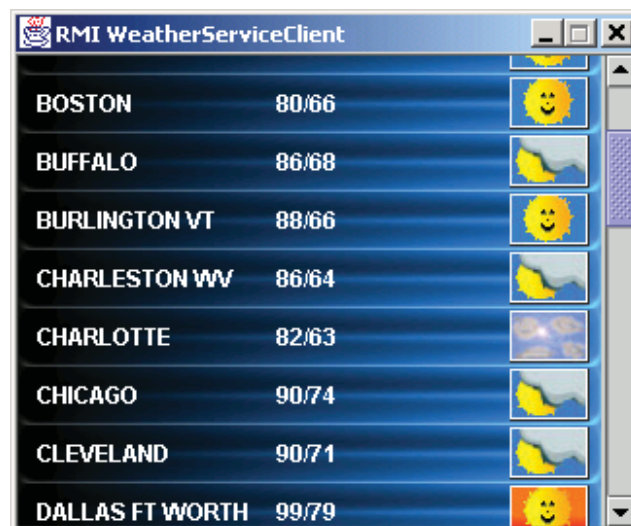 RMI WeatherServiceClient
BOSTON 80/66
BUFFALO 86/68
BURLINGTON VT 88/66
CHARLESTON WV 86/64
CHARLOTTE 82/63
CHICAGO 90/74
CLEVELAND 90/71
DALLAS FT WORTH 99/79